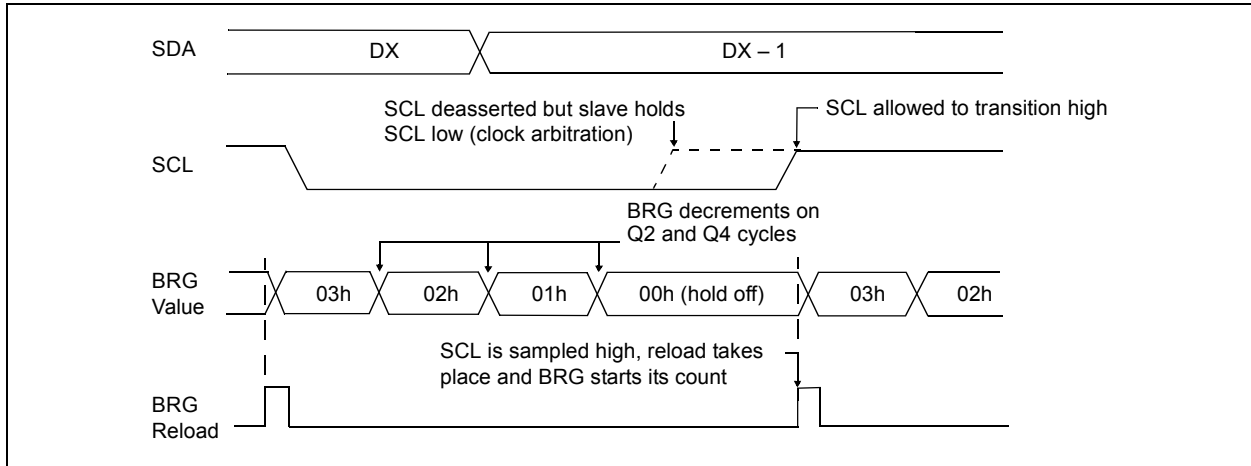 SDA
DX
DX – 1
SCL deasserted but slave holds
SCL low (clock arbitration)
SCL allowed to transition high
SCL
BRG decrements on
Q2 and Q4 cycles
BRG
Value
03h
02h
01h
00h (hold off)
03h
02h
SCL is sampled high, reload takes
place and BRG starts its count
BRG
Reload